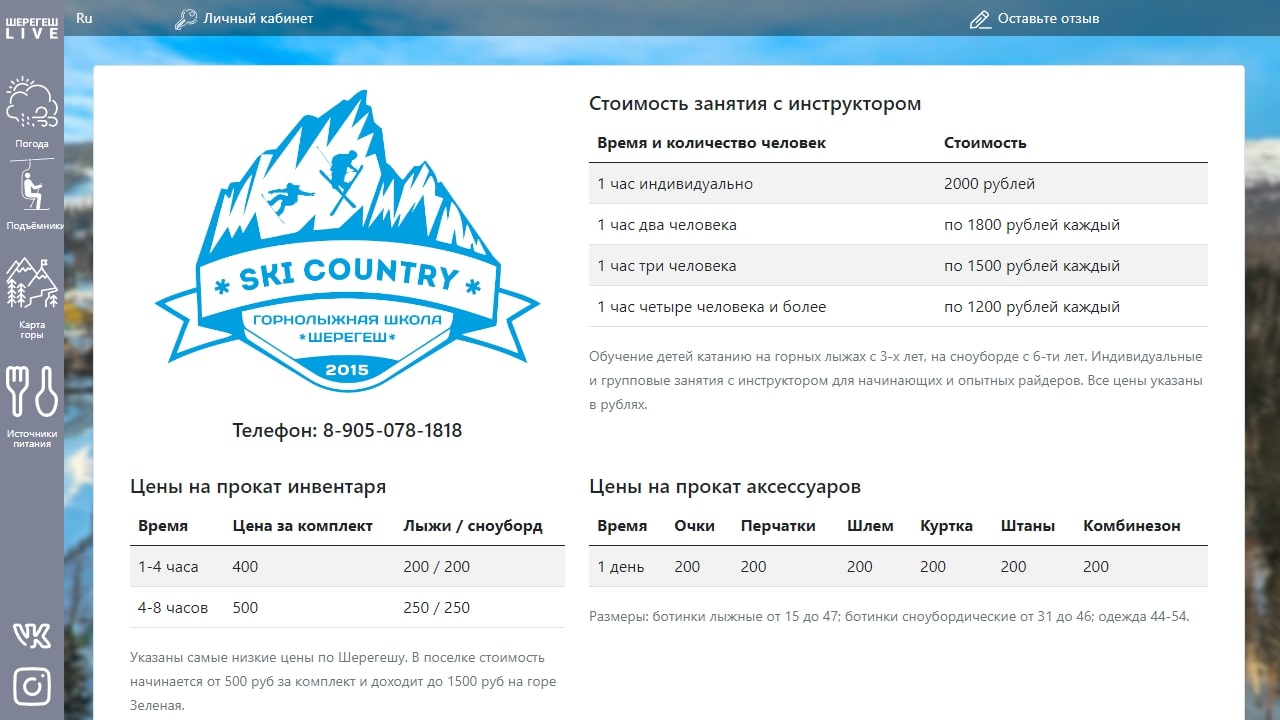 ШЕРЕГЕШ
LIVE
Ru
Личный кабинет
Оставьте отзыв
Погода
Подъёмники
Карта
горы
Источники
питания
SKI COUNTRY
ГОРНОЛЫЖНАЯ ШКОЛА
*ШЕРЕГЕШ*
2015
Телефон: 8-905-078-1818
Стоимость занятия с инструктором
Время и количество человек Стоимость
1 час индивидуально 2000 рублей
1 час два человека по 1800 рублей каждый
1 час три человека по 1500 рублей каждый
1 час четыре человека и более по 1200 рублей каждый
Обучение детей катанию на горных лыжах с 3-х лет, на сноуборде с 6-ти лет. Индивидуальные
и групповые занятия с инструктором для начинающих и опытных райдеров. Все цены указаны
в рублях.
Цены на прокат инвентаря
Время Цена за комплект Лыжи / сноуборд
1-4 часа 400 200 / 200
4-8 часов 500 250 / 250
Указаны самые низкие цены по Шерегешу. В поселке стоимость
начинается от 500 руб за комплект и доходит до 1500 руб на горе
Зеленая.
Цены на прокат аксессуаров
Время Очки Перчатки Шлем Куртка Штаны Комбинезон
1 день 200 200 200 200 200 200
Размеры: ботинки лыжные от 15 до 47; ботинки сноубордические от 31 до 46; одежда 44-54.